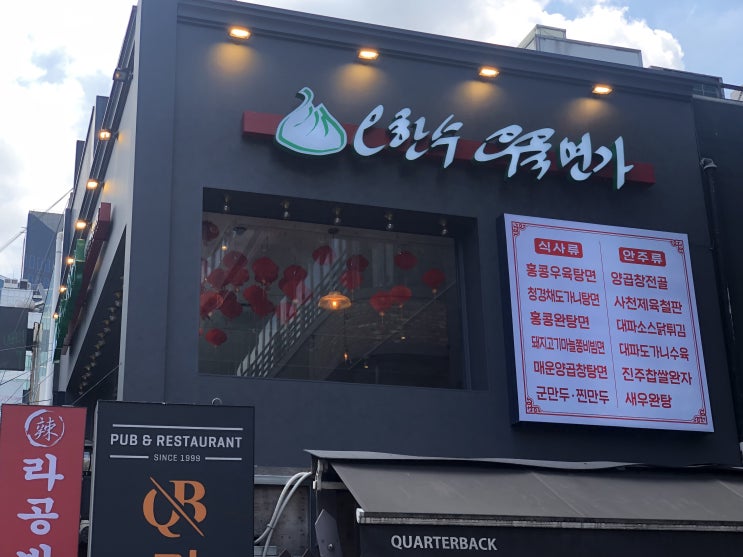 e한수 우육면가
식사류
홍콩우육탕면
청경채도가니탕면
홍콩완탕면
돼지고기마늘쫑비빔면
매운양곱창탕면
군만두·찐만두
안주류
양곱창전골
사천제육철판
대파소스닭튀김
대파도가니수육
진주찹쌀완자
새우완탕
辣
라공
PUB & RESTAURANT
SINCE 1999
QB
QUARTERBACK